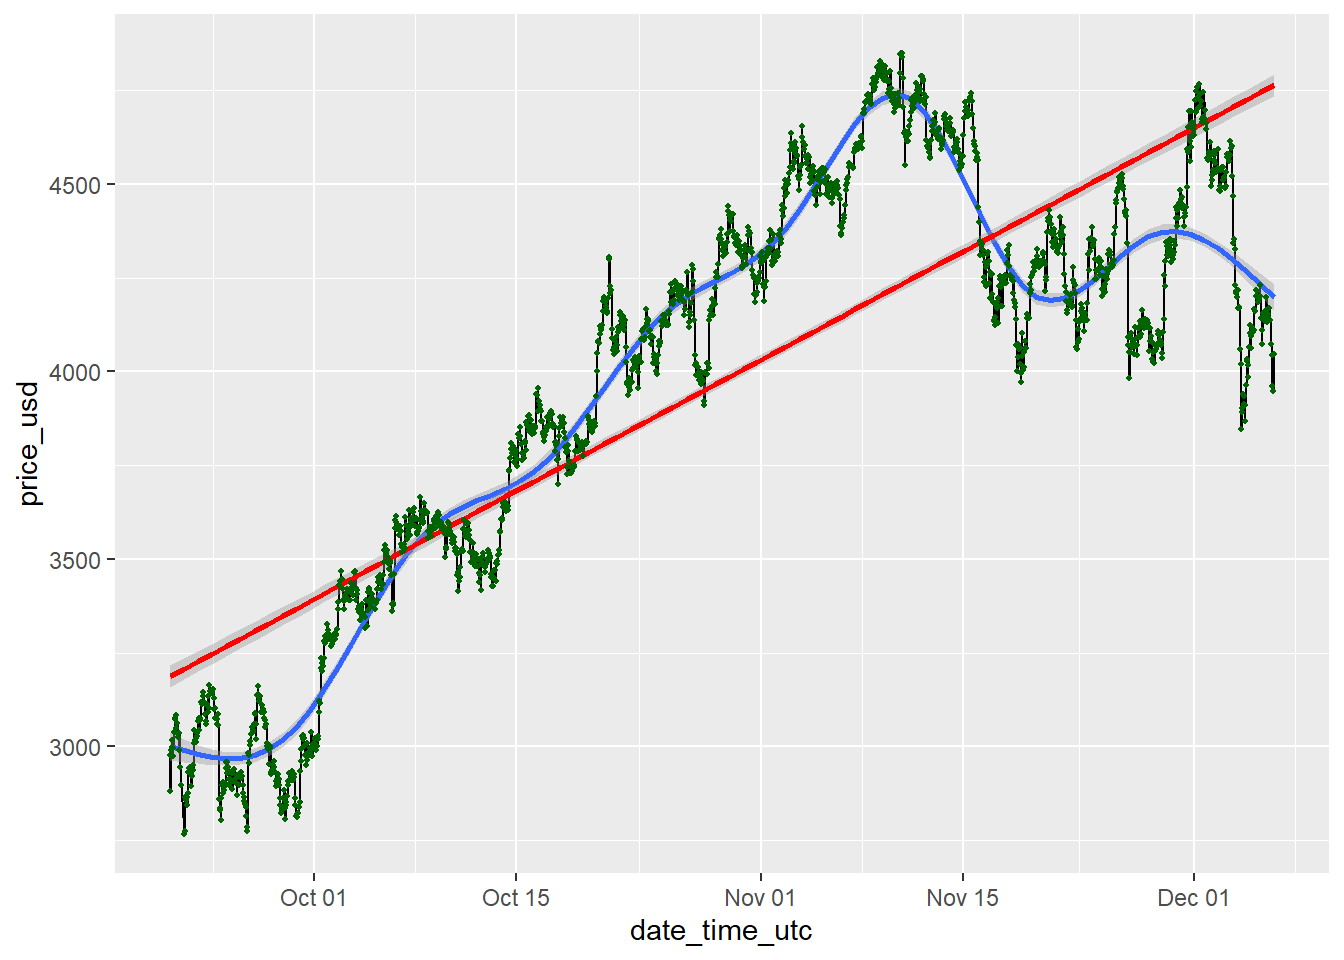 price_usd
4500
4000
3500
3000
Oct 01
Oct 15
Nov 01
Nov 15
Dec 01
date_time_utc